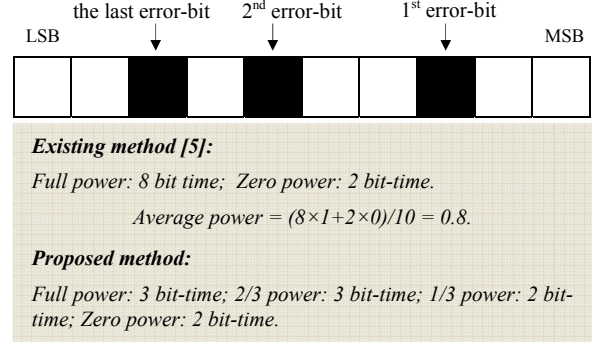 the last error-bit 2nd error-bit 1st error-bit
LSB MSB
Existing method [5]:
Full power: 8 bit time; Zero power: 2 bit-time.
Average power = (8×1+2×0)/10 = 0.8.
Proposed method:
Full power: 3 bit-time; 2/3 power: 3 bit-time; 1/3 power: 2 bit-
time; Zero power: 2 bit-time.